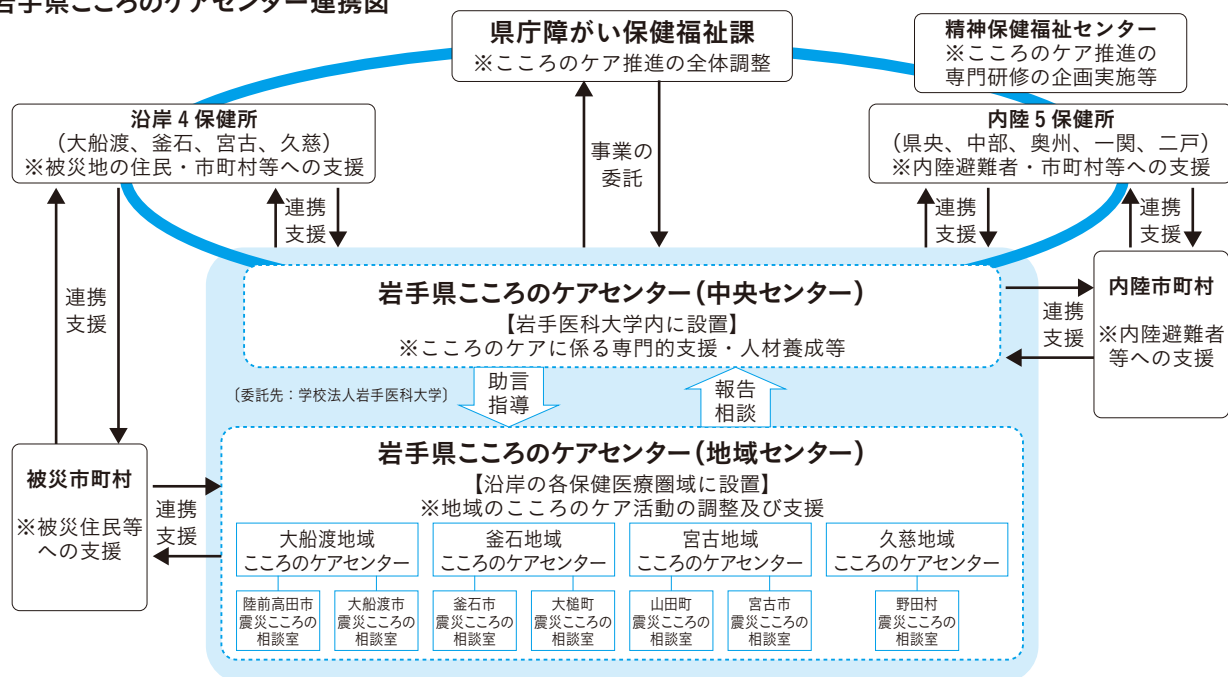 岩手県こころのケアセンター連携図
県庁障がい保健福祉課
※こころのケア推進の全体調整
精神保健福祉センター
※こころのケア推進の
専門研修の企画実施等
沿岸4保健所
(大船渡、釜石、宮古、久慈)
※被災地の住民・市町村等への支援
内陸5保健所
(県央、中部、奥州、一関、二戸)
※内陸避難者・市町村等への支援
事業の
委託
連携
支援
連携
支援
連携
支援
連携
支援
岩手県こころのケアセンター(中央センター)
【岩手医科大学内に設置】
※こころのケアに係る専門的支援・人材養成等
連携
支援
内陸市町村
※内陸避難者
等への支援
〔委託先:学校法人岩手医科大学〕
助言
指導
報告
相談
被災市町村
※被災住民等
への支援
連携
支援
岩手県こころのケアセンター(地域センター)
【沿岸の各保健医療圏域に設置】
※地域のこころのケア活動の調整及び支援
大船渡地域
こころのケアセンター
釜石地域
こころのケアセンター
宮古地域
こころのケアセンター
久慈地域
こころのケアセンター
陸前高田市
震災こころの
相談室
大船渡市
震災こころの
相談室
釜石市
震災こころの
相談室
大槌町
震災こころの
相談室
山田町
震災こころの
相談室
宮古市
震災こころの
相談室
野田村
震災こころの
相談室